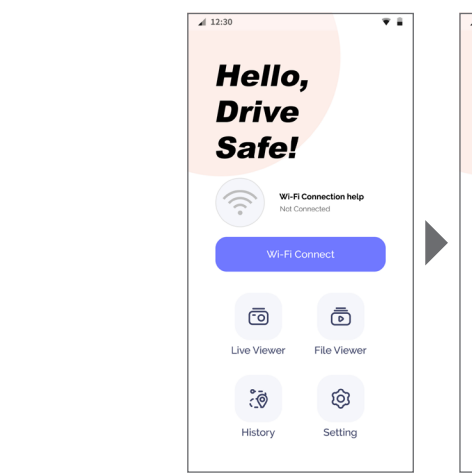 12:30
Hello,
Drive
Safe!
Wi-Fi Connection help
Not Connected
Wi-Fi Connect
Live Viewer
File Viewer
History
Setting